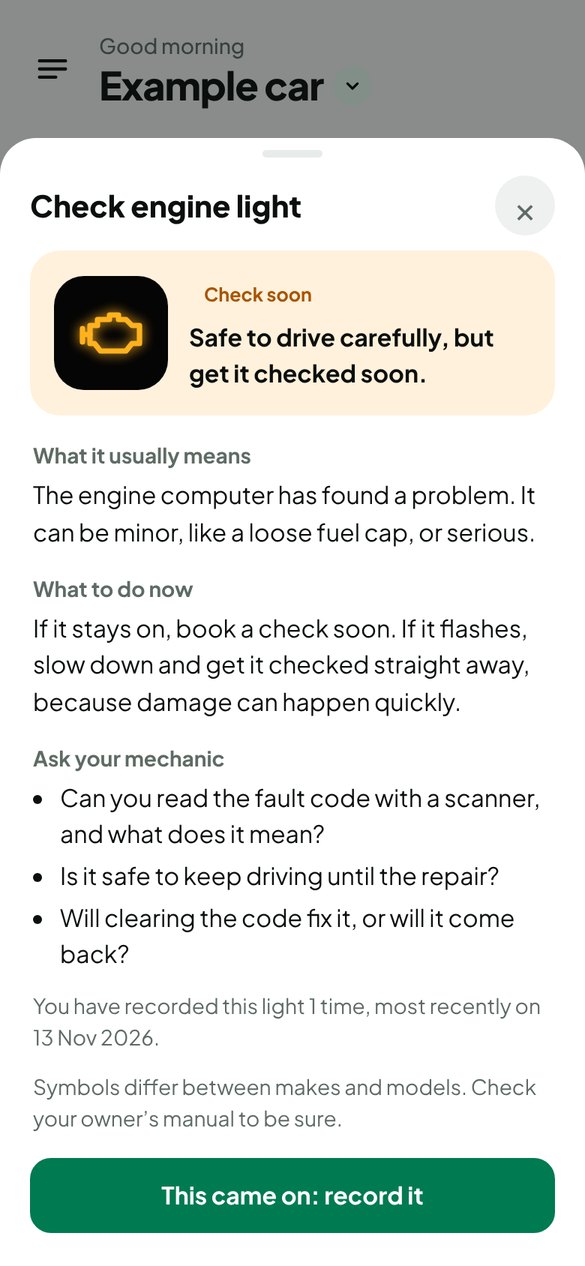 Good morning
Example car
Check engine light
Check soon
Safe to drive carefully, but
get it checked soon.
What it usually means
The engine computer has found a problem. It
can be minor, like a loose fuel cap, or serious.
What to do now
If it stays on, book a check soon. If it flashes,
slow down and get it checked straight away,
because damage can happen quickly.
Ask your mechanic
• Can you read the fault code with a scanner,
and what does it mean?
• Is it safe to keep driving until the repair?
• Will clearing the code fix it, or will it come
back?
You have recorded this light 1 time, most recently on
13 Nov 2026.
Symbols differ between makes and models. Check
your owner’s manual to be sure.
This came on: record it